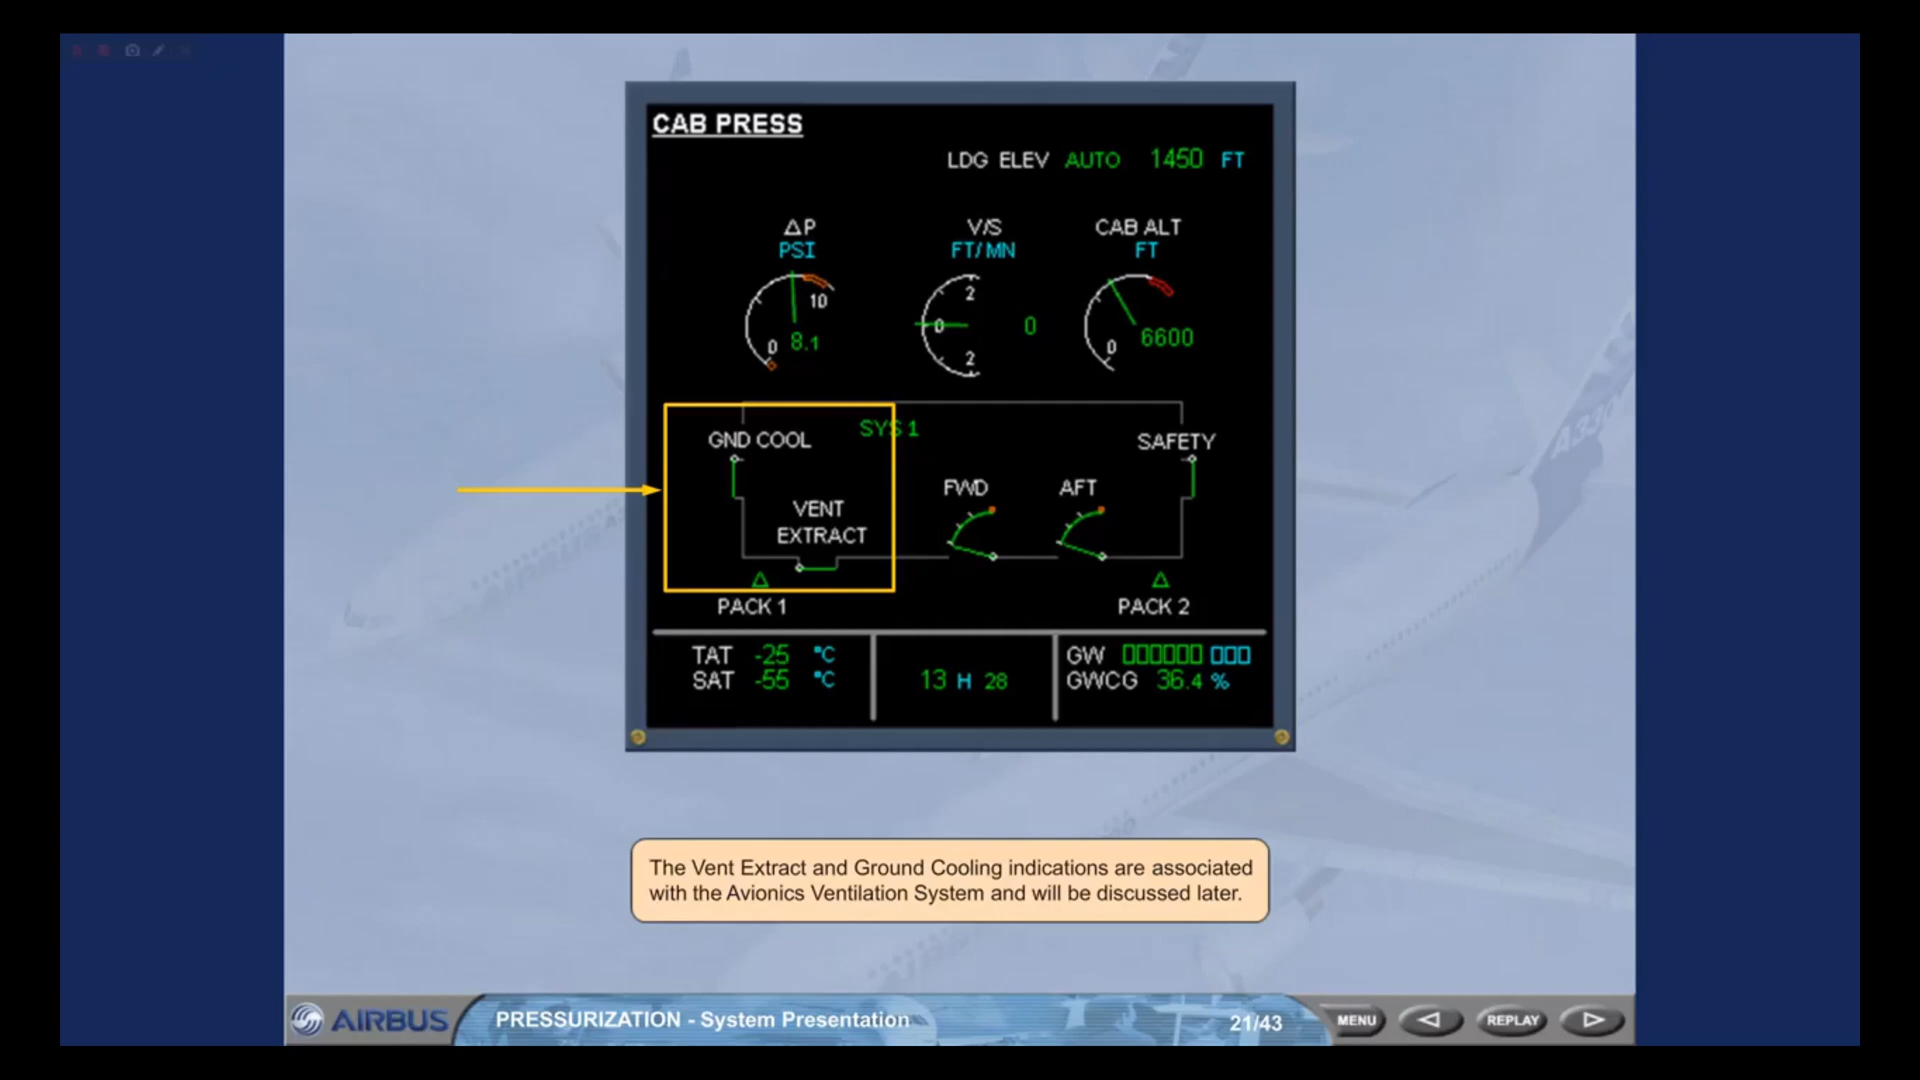 CAB PRESS
LDG ELEV AUTO 1450 FT
ΔP V/S CAB ALT
PSI FT/MN FT
10 2
0 8.1 0 0 0 6600
2
GND COOL SYS 1 SAFETY
FWD AFT
VENT
EXTRACT
PACK 1 PACK 2
TAT -25 °C GW
SAT -55 °C 13 H 28 GWCG 36.4 %
A330
The Vent Extract and Ground Cooling indications are associated
with the Avionics Ventilation System and will be discussed later.
AIRBUS PRESSURIZATION - System Presentation 21/43 MENU REPLAY